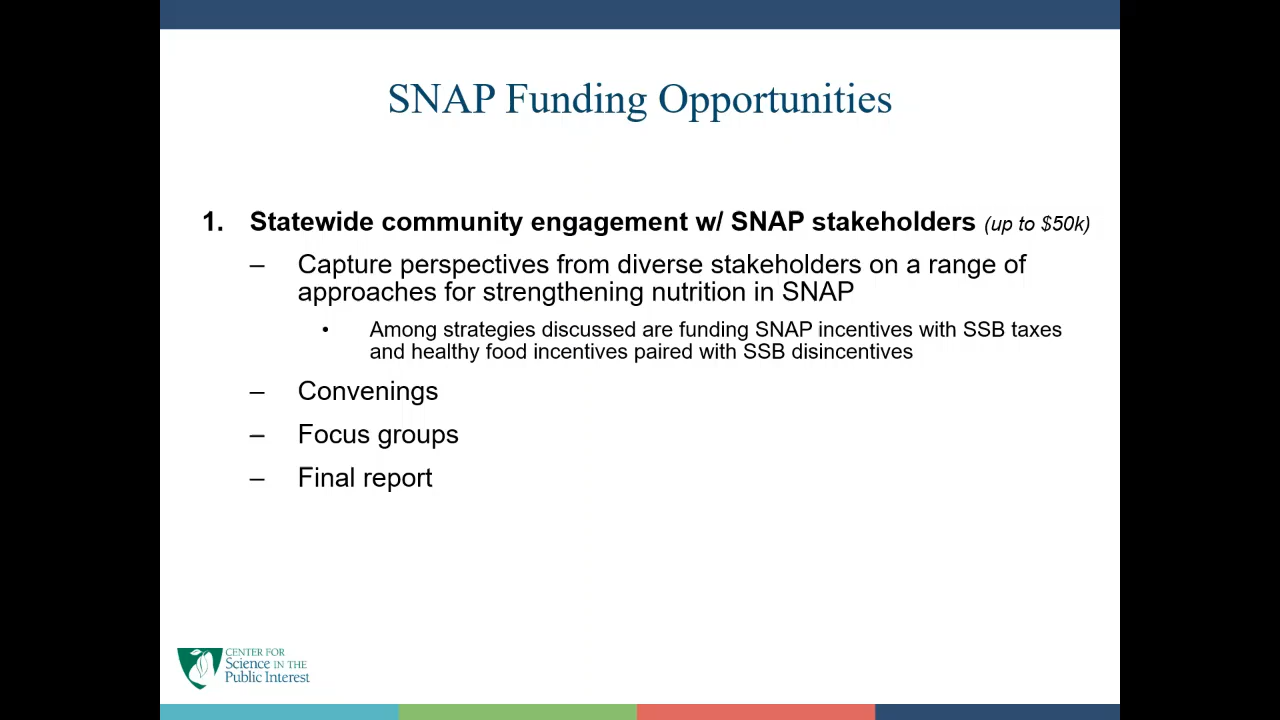 SNAP Funding Opportunities
1. Statewide community engagement w/ SNAP stakeholders (up to $50k)
– Capture perspectives from diverse stakeholders on a range of
approaches for strengthening nutrition in SNAP
• Among strategies discussed are funding SNAP incentives with SSB taxes
and healthy food incentives paired with SSB disincentives
– Convenings
– Focus groups
– Final report
CENTER FOR
Science IN THE
Public Interest